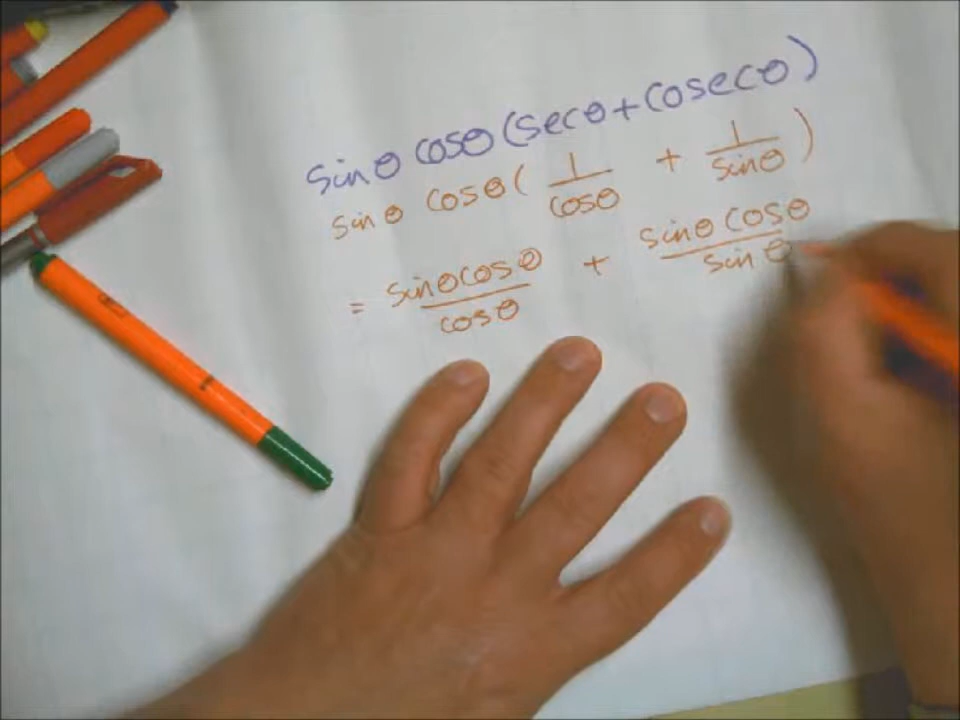 sinθ cosθ (secθ + cosecθ)
sinθ cosθ ( 1/cosθ + 1/sinθ )
= sinθcosθ/cosθ + sinθ cosθ/sinθ